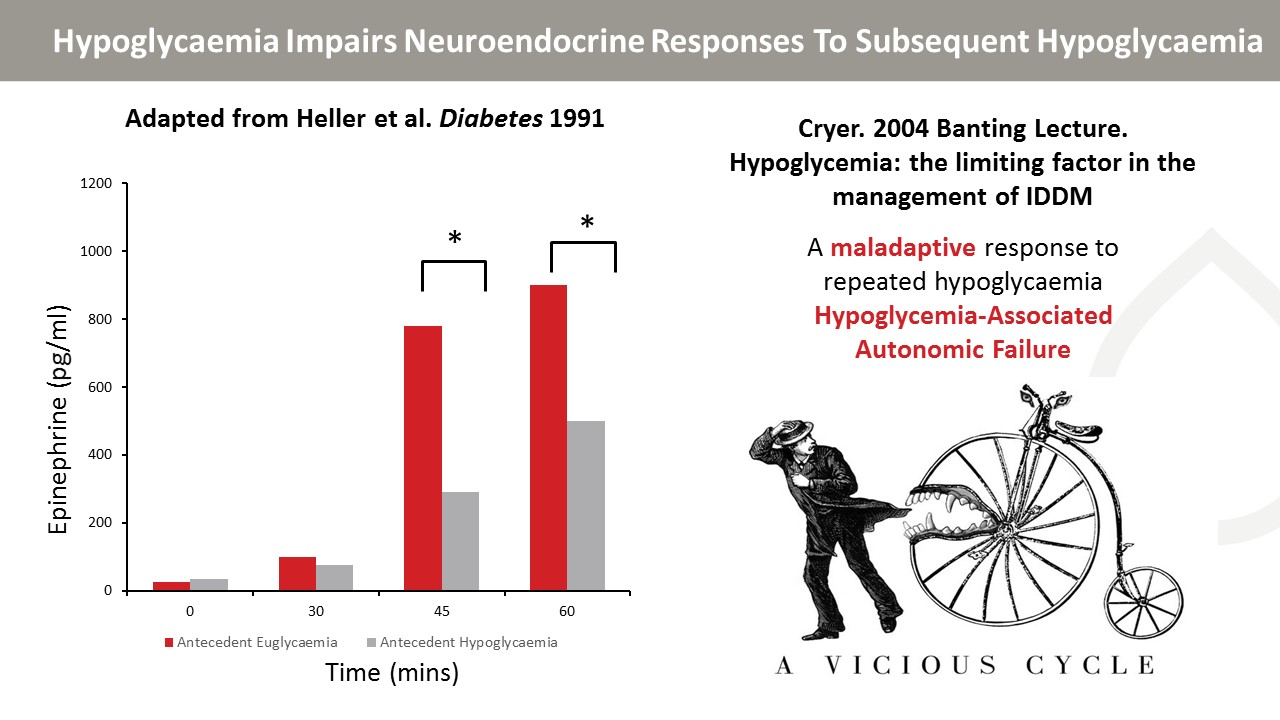 Hypoglycaemia Impairs Neuroendocrine Responses To Subsequent Hypoglycaemia
Adapted from Heller et al. Diabetes 1991
1200
1000
800
600
400
200
0
Epinephrine (pg/ml)
*
*
0 30 45 60
Antecedent Euglycaemia Antecedent Hypoglycaemia
Time (mins)
Cryer. 2004 Banting Lecture.
Hypoglycemia: the limiting factor in the
management of IDDM
A maladaptive response to
repeated hypoglycaemia
Hypoglycemia-Associated
Autonomic Failure
A VICIOUS CYCLE